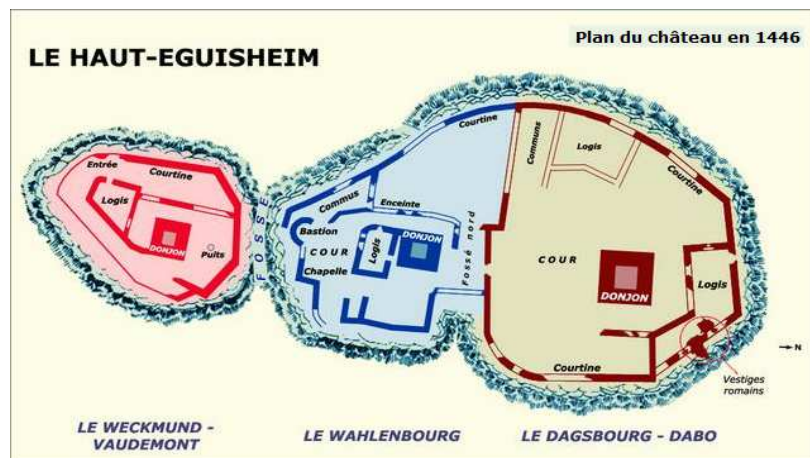 Plan du château en 1446
LE HAUT-EGUISHEIM
Entrée
Courtine
Logis
DONJON
Puits
FOSSE
Courtine
Commus
Enceinte
Bastion
COUR
Logis
DONJON
Chapelle
Fossé nord
Communs
Logis
Courtine
COUR
DONJON
Logis
Courtine
N
Vestiges
romains
LE WECKMUND -
VAUDEMONT
LE WAHLENBOURG
LE DAGSBOURG - DABO